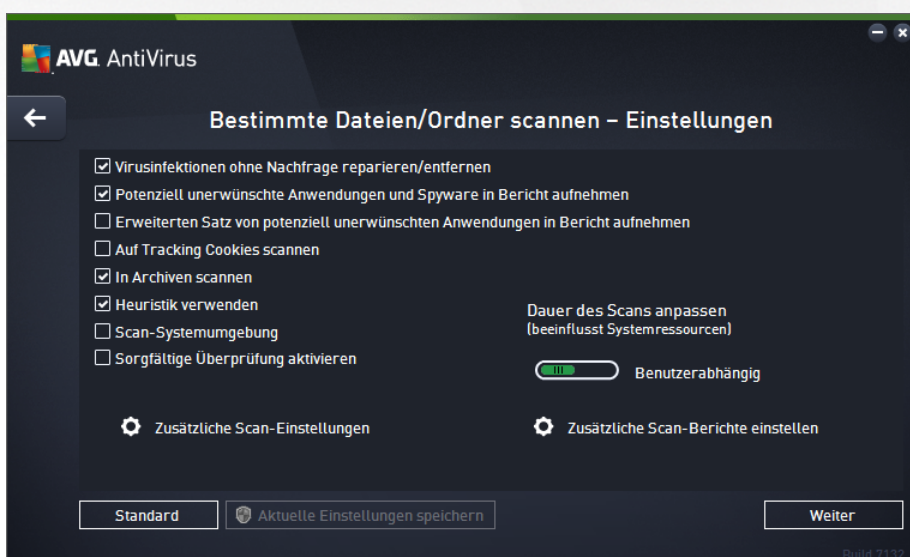 AVG. AntiVirus
Bestimmte Dateien/Ordner scannen – Einstellungen
Virusinfektionen ohne Nachfrage reparieren/entfernen
Potenziell unerwünschte Anwendungen und Spyware in Bericht aufnehmen
Erweiterten Satz von potenziell unerwünschten Anwendungen in Bericht aufnehmen
Auf Tracking Cookies scannen
In Archiven scannen
Heuristik verwenden
Scan-Systemumgebung
Sorgfältige Überprüfung aktivieren
Dauer des Scans anpassen
(beeinflusst Systemressourcen)
Benutzerabhängig
Zusätzliche Scan-Einstellungen
Zusätzliche Scan-Berichte einstellen
Standard
Aktuelle Einstellungen speichern
Weiter
Build 7132